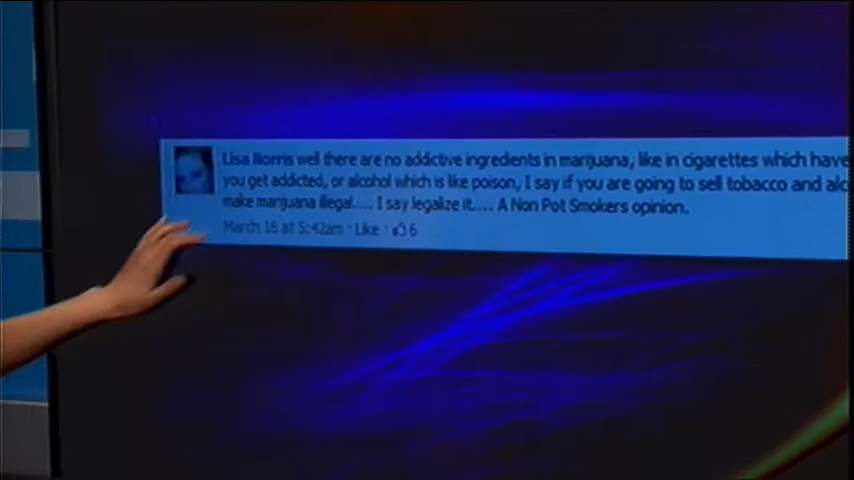 Lisa Norris well there are no addictive ingredients in marijuana, like in cigarettes which have
you get addicted, or alcohol which is like poison, I say if you are going to sell tobacco and alc
make marijuana illegal.... I say legalize it.... A Non Pot Smokers opinion.
March 16 at 5:42am · Like · 6